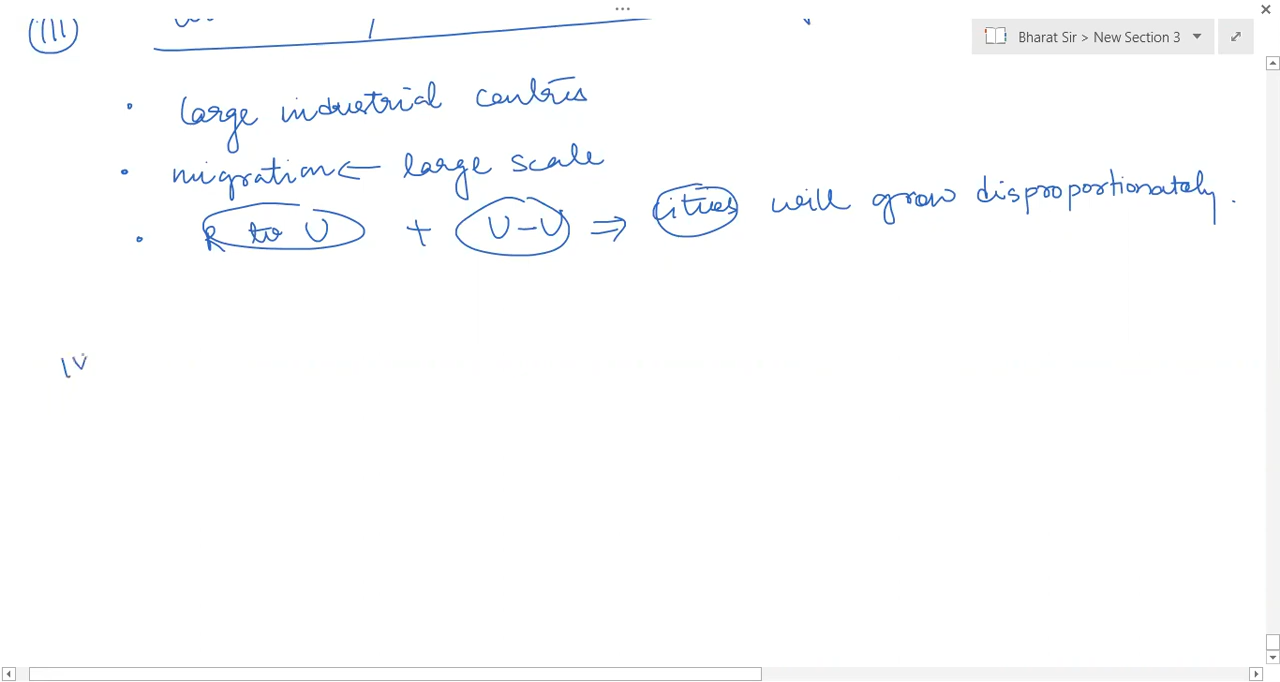 ...
Bharat Sir > New Section 3
(III)
• large industrial centres
• migration ← large scale
• R to U + U-U ⇒ cities will grow disproportionately.
IV